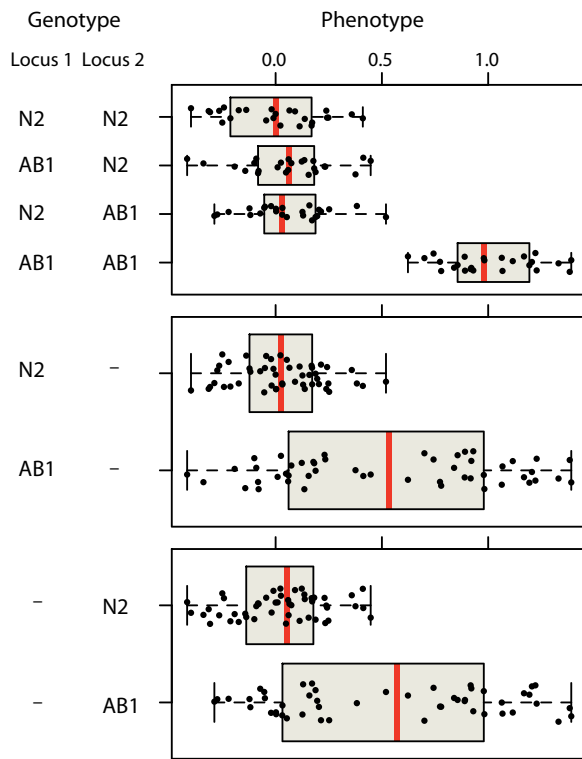 Genotype Phenotype
Locus 1 Locus 2 0.0 0.5 1.0
N2 N2
AB1 N2
N2 AB1
AB1 AB1
N2 –
AB1 –
– N2
– AB1